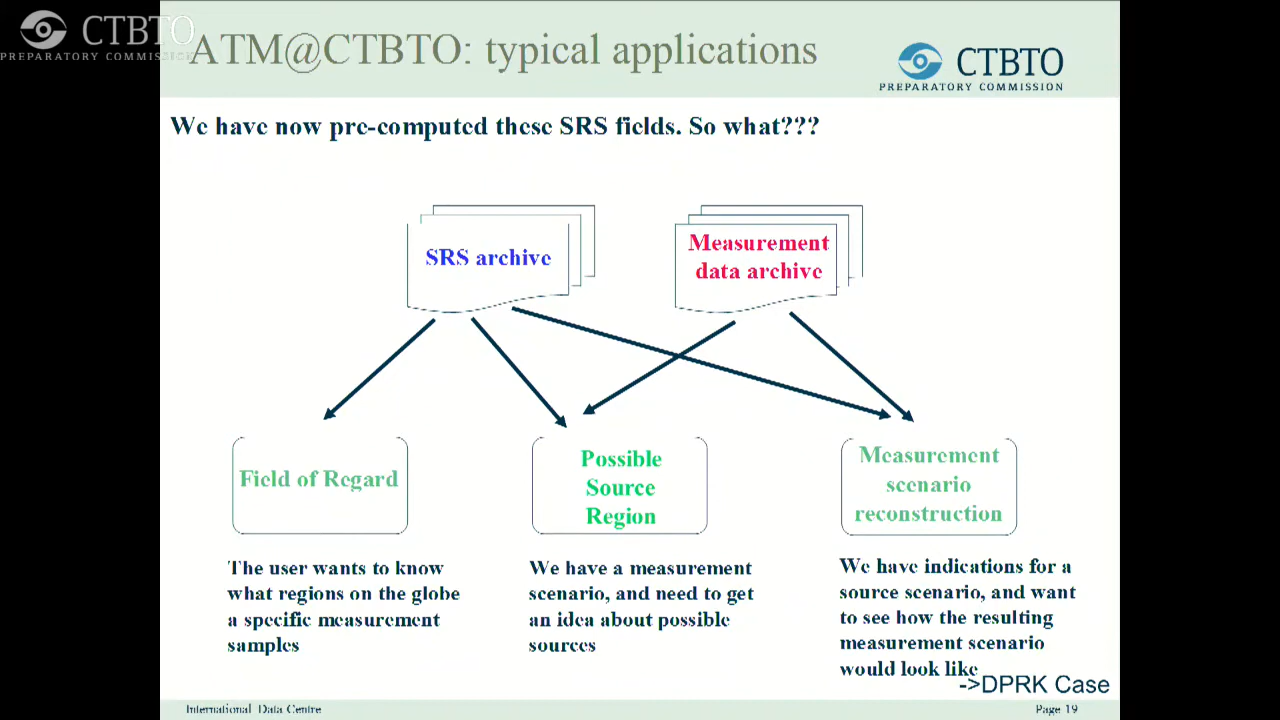 CTBTO
PREPARATORY COMMISSION
ATM@CTBTO: typical applications
CTBTO
PREPARATORY COMMISSION
We have now pre-computed these SRS fields. So what???
SRS archive
Measurement
data archive
Field of Regard
Possible
Source
Region
Measurement
scenario
reconstruction
The user wants to know
what regions on the globe
a specific measurement
samples
We have a measurement
scenario, and need to get
an idea about possible
sources
We have indications for a
source scenario, and want
to see how the resulting
measurement scenario
would look like
->DPRK Case
International Data Centre
Page 19